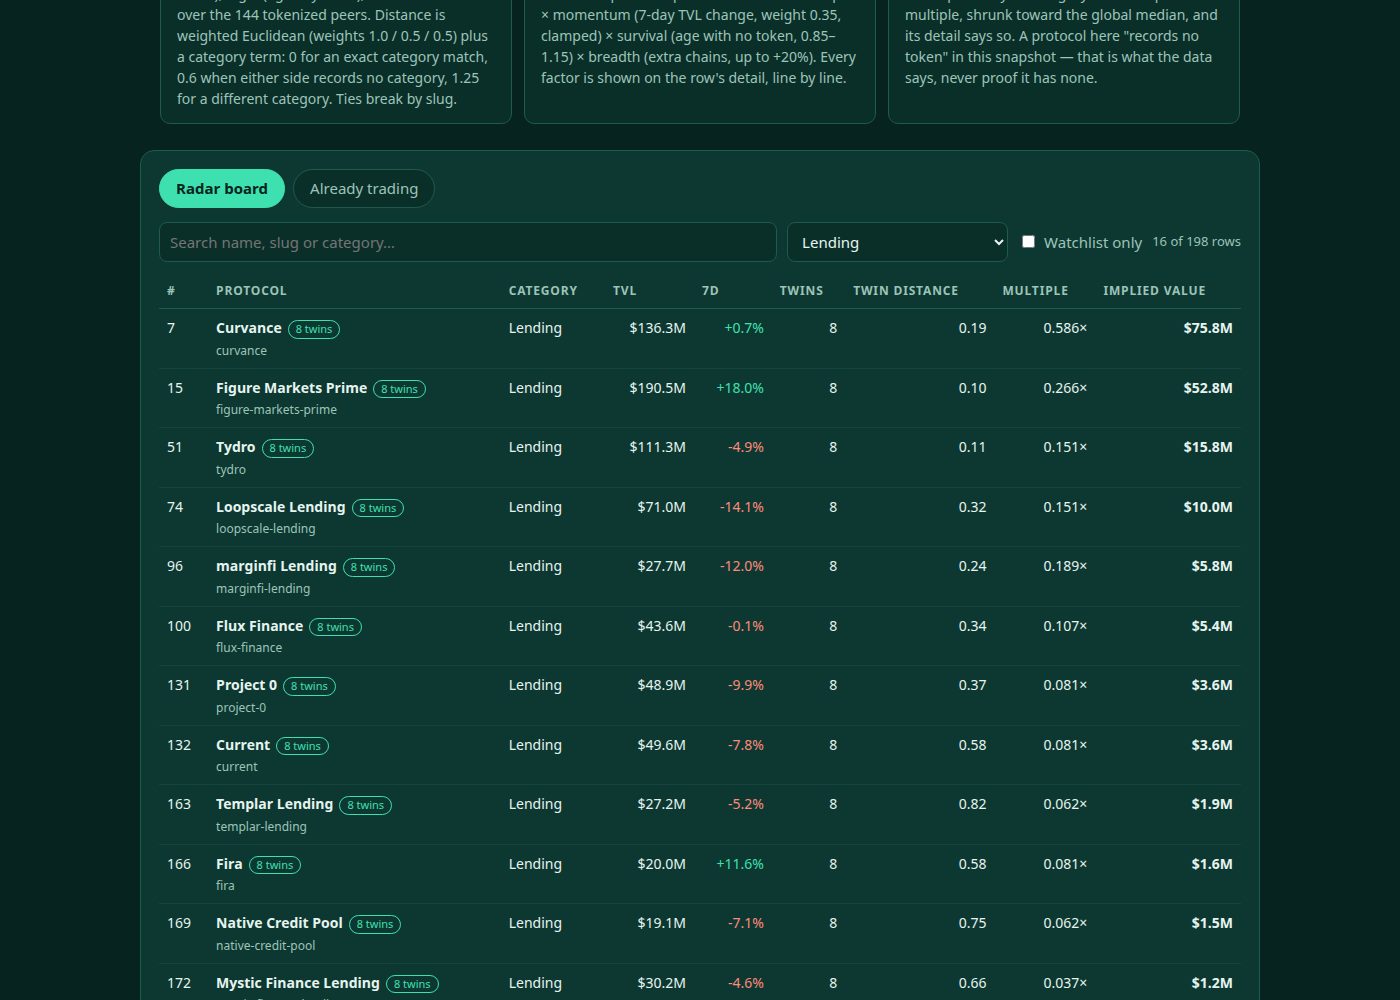 over the 144 tokenized peers. Distance is
weighted Euclidean (weights 1.0 / 0.5 / 0.5) plus
a category term: 0 for an exact category match,
0.6 when either side records no category, 1.25
for a different category. Ties break by slug.
× momentum (7-day TVL change, weight 0.35,
clamped) × survival (age with no token, 0.85–
1.15) × breadth (extra chains, up to +20%). Every
factor is shown on the row's detail, line by line.
multiple, shrunk toward the global median, and
its detail says so. A protocol here "records no
token" in this snapshot — that is what the data
says, never proof it has none.
Radar board Already trading
Search name, slug or category... Lending Watchlist only 16 of 198 rows
# PROTOCOL CATEGORY TVL 7D TWINS TWIN DISTANCE MULTIPLE IMPLIED VALUE
7 Curvance 8 twins Lending $136.3M +0.7% 8 0.19 0.586× $75.8M
curvance
15 Figure Markets Prime 8 twins Lending $190.5M +18.0% 8 0.10 0.266× $52.8M
figure-markets-prime
51 Tydro 8 twins Lending $111.3M -4.9% 8 0.11 0.151× $15.8M
tydro
74 Loopscale Lending 8 twins Lending $71.0M -14.1% 8 0.32 0.151× $10.0M
loopscale-lending
96 marginfi Lending 8 twins Lending $27.7M -12.0% 8 0.24 0.189× $5.8M
marginfi-lending
100 Flux Finance 8 twins Lending $43.6M -0.1% 8 0.34 0.107× $5.4M
flux-finance
131 Project 0 8 twins Lending $48.9M -9.9% 8 0.37 0.081× $3.6M
project-0
132 Current 8 twins Lending $49.6M -7.8% 8 0.58 0.081× $3.6M
current
163 Templar Lending 8 twins Lending $27.2M -5.2% 8 0.82 0.062× $1.9M
templar-lending
166 Fira 8 twins Lending $20.0M +11.6% 8 0.58 0.081× $1.6M
fira
169 Native Credit Pool 8 twins Lending $19.1M -7.1% 8 0.75 0.062× $1.5M
native-credit-pool
172 Mystic Finance Lending 8 twins Lending $30.2M -4.6% 8 0.66 0.037× $1.2M